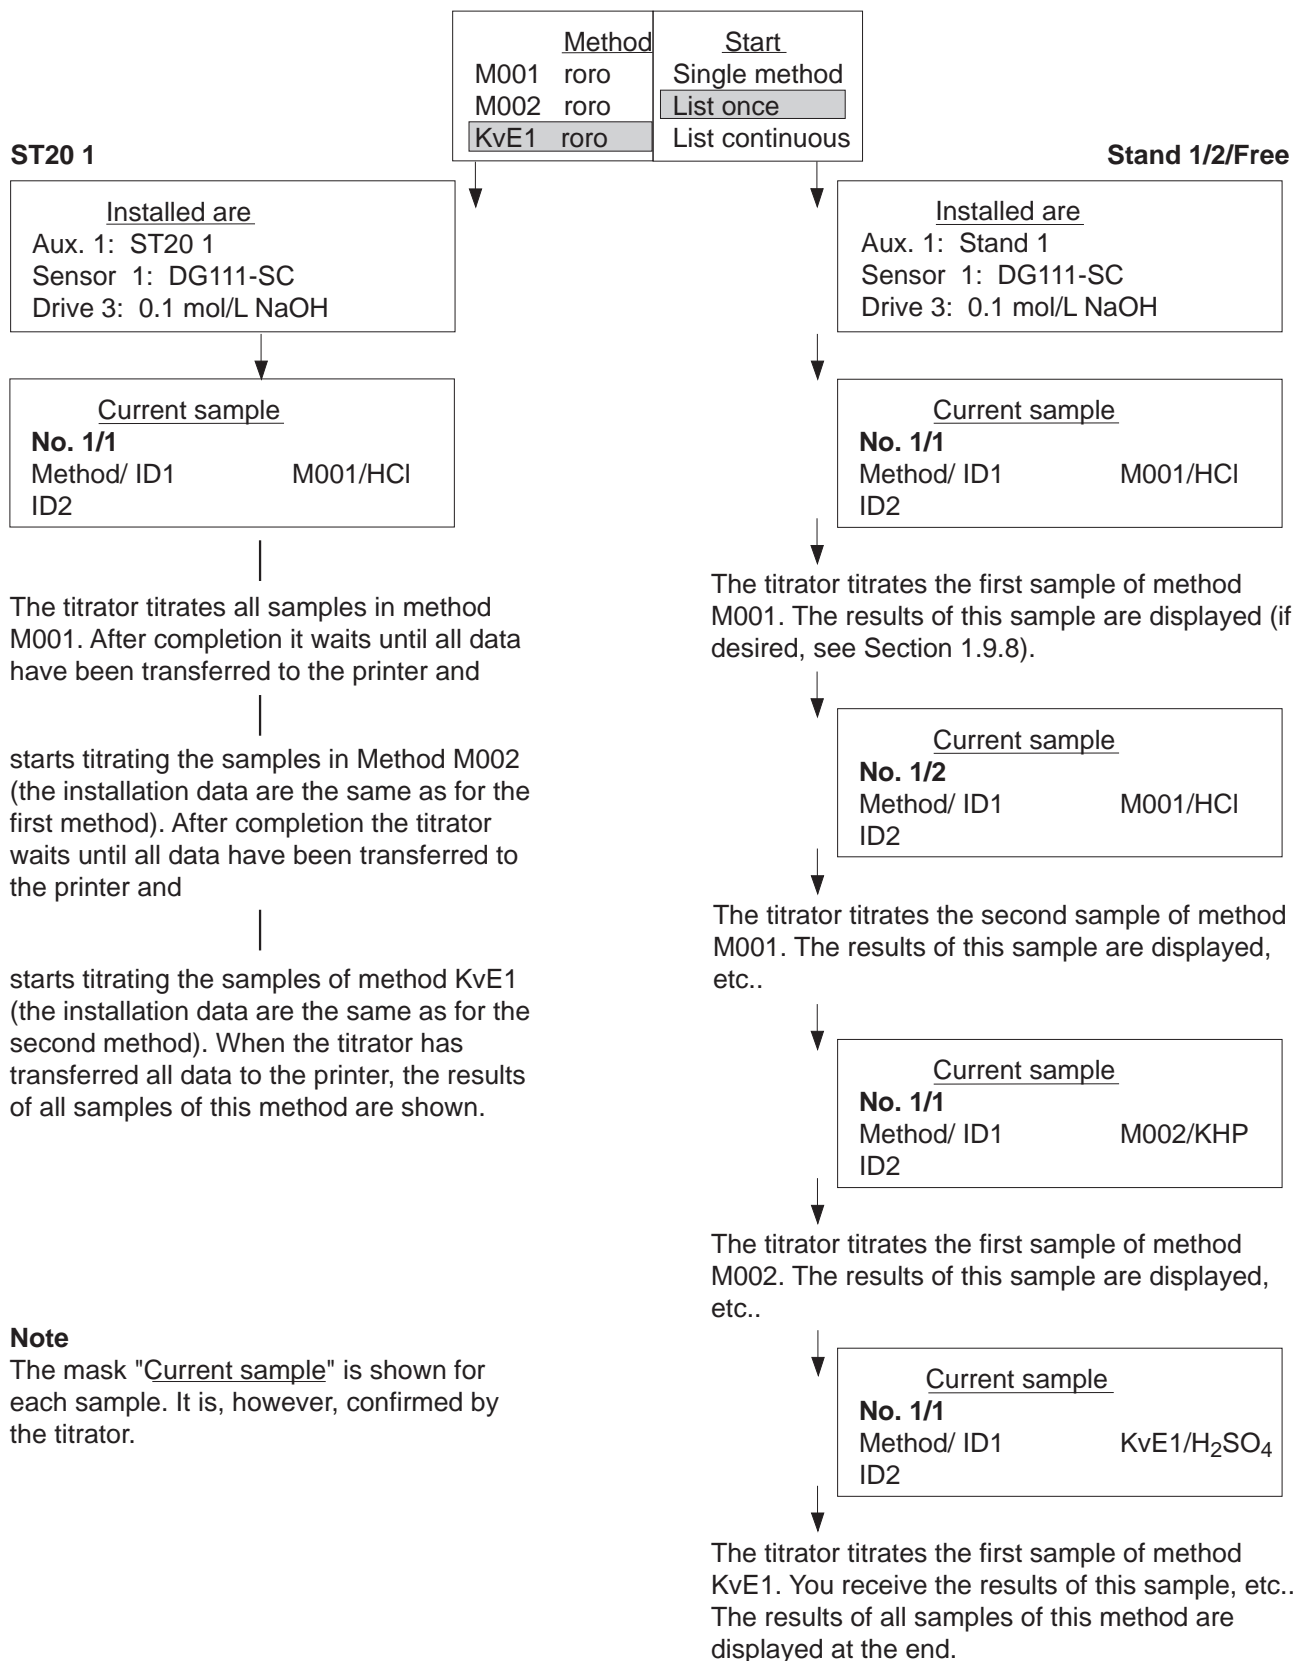 Method
M001 roro
M002 roro
KvE1 roro
Start
Single method
List once
List continuous
ST20 1
Installed are
Aux. 1: ST20 1
Sensor 1: DG111-SC
Drive 3: 0.1 mol/L NaOH
Current sample
No. 1/1
Method/ ID1 M001/HCl
ID2
The titrator titrates all samples in method
M001. After completion it waits until all data
have been transferred to the printer and
starts titrating the samples in Method M002
(the installation data are the same as for the
first method). After completion the titrator
waits until all data have been transferred to
the printer and
starts titrating the samples of method KvE1
(the installation data are the same as for the
second method). When the titrator has
transferred all data to the printer, the results
of all samples of this method are shown.
Note
The mask "Current sample" is shown for
each sample. It is, however, confirmed by
the titrator.
Stand 1/2/Free
Installed are
Aux. 1: Stand 1
Sensor 1: DG111-SC
Drive 3: 0.1 mol/L NaOH
Current sample
No. 1/1
Method/ ID1 M001/HCl
ID2
The titrator titrates the first sample of method
M001. The results of this sample are displayed (if
desired, see Section 1.9.8).
Current sample
No. 1/2
Method/ ID1 M001/HCl
ID2
The titrator titrates the second sample of method
M001. The results of this sample are displayed,
etc..
Current sample
No. 1/1
Method/ ID1 M002/KHP
ID2
The titrator titrates the first sample of method
M002. The results of this sample are displayed,
etc..
Current sample
No. 1/1
Method/ ID1 KvE1/H₂SO₄
ID2
The titrator titrates the first sample of method
KvE1. You receive the results of this sample, etc..
The results of all samples of this method are
displayed at the end.